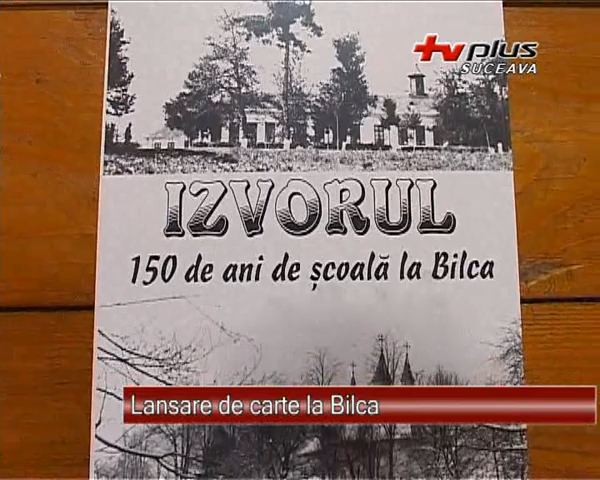 tv plus
SUCEAVA
IZVORUL
150 de ani de școală la Bilca
Lansare de carte la Bilca